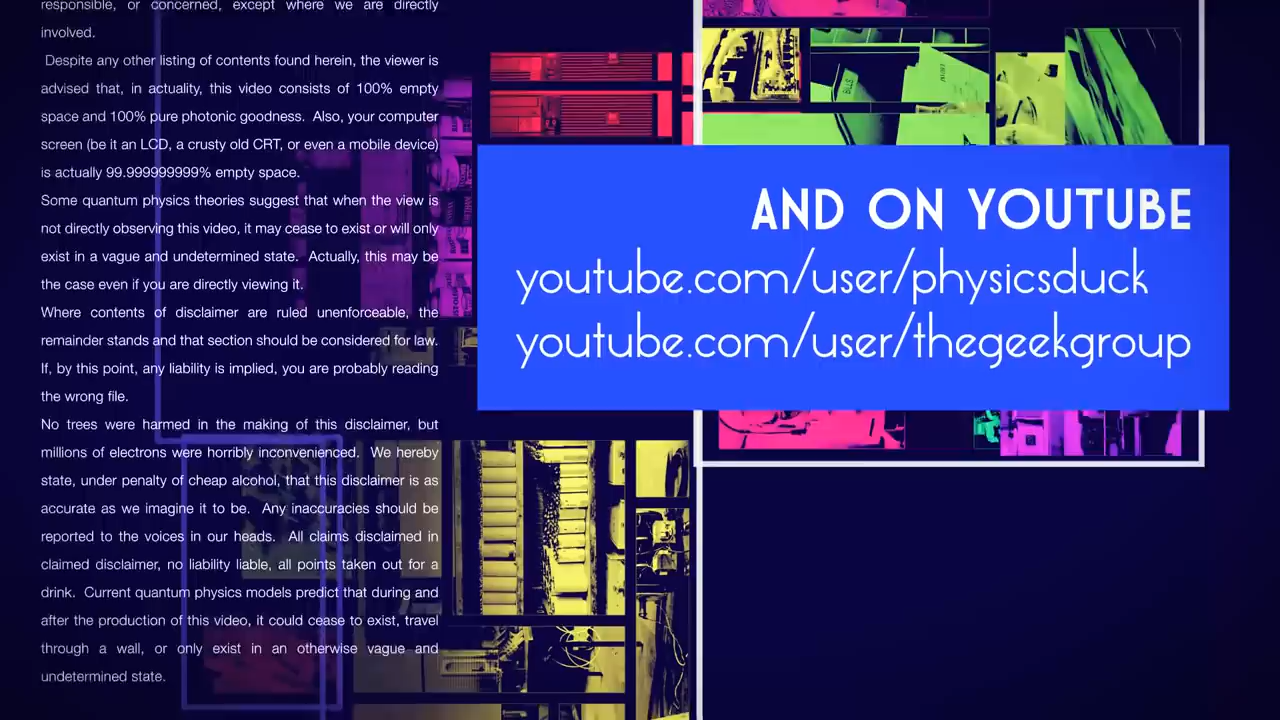 responsible, or concerned, except where we are directly
involved.
Despite any other listing of contents found herein, the viewer is
advised that, in actuality, this video consists of 100% empty
space and 100% pure photonic goodness. Also, your computer
screen (be it an LCD, a crusty old CRT, or even a mobile device)
is actually 99.999999999% empty space.
Some quantum physics theories suggest that when the view is
not directly observing this video, it may cease to exist or will only
exist in a vague and undetermined state. Actually, this may be
the case even if you are directly viewing it.
Where contents of disclaimer are ruled unenforceable, the
remainder stands and that section should be considered for law.
If, by this point, any liability is implied, you are probably reading
the wrong file.
No trees were harmed in the making of this disclaimer, but
millions of electrons were horribly inconvenienced. We hereby
state, under penalty of cheap alcohol, that this disclaimer is as
accurate as we imagine it to be. Any inaccuracies should be
reported to the voices in our heads. All claims disclaimed in
claimed disclaimer, no liability liable, all points taken out for a
drink. Current quantum physics models predict that during and
after the production of this video, it could cease to exist, travel
through a wall, or only exist in an otherwise vague and
undetermined state.
AND ON YOUTUBE
youtube.com/user/physicsduck
youtube.com/user/thegeekgroup
BILLS